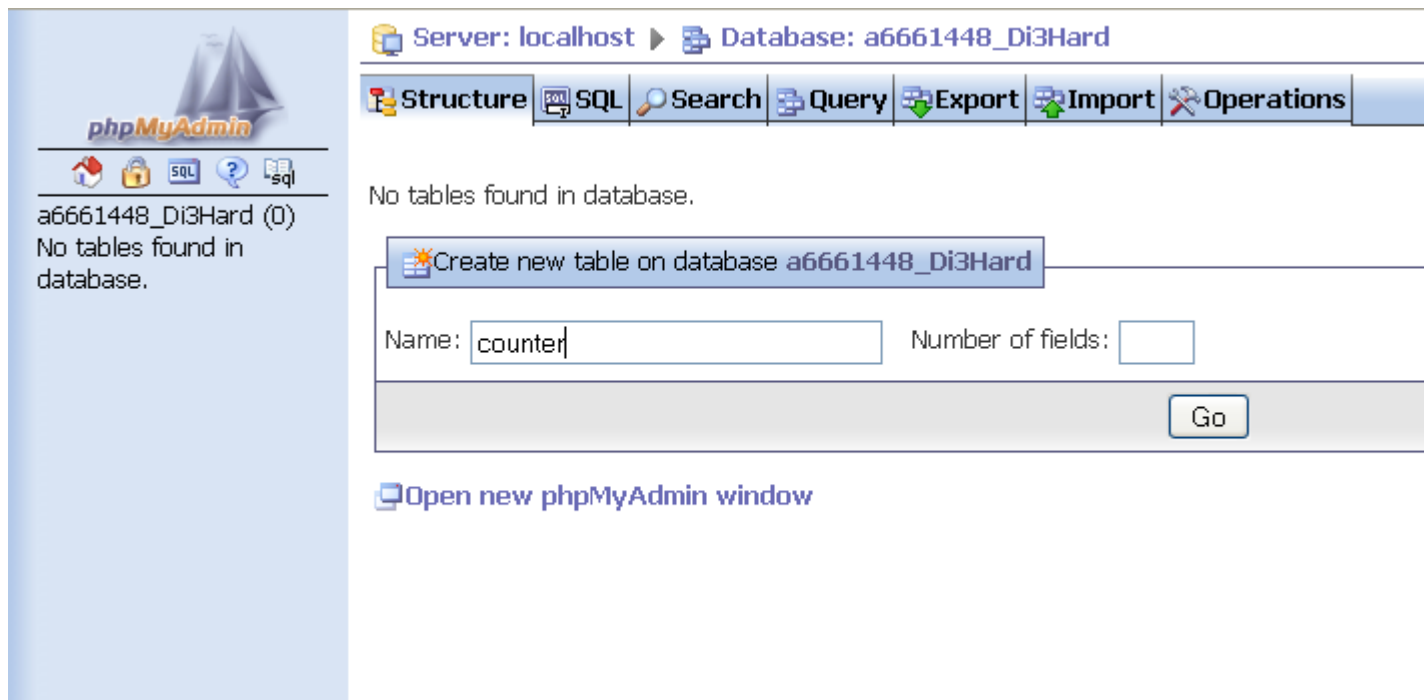 phpMyAdmin
SQL
sql
a6661448_Di3Hard (0)
No tables found in
database.
Server: localhost Database: a6661448_Di3Hard
Structure SQL Search Query Export Import Operations
No tables found in database.
Create new table on database a6661448_Di3Hard
Name: counter Number of fields:
Go
Open new phpMyAdmin window